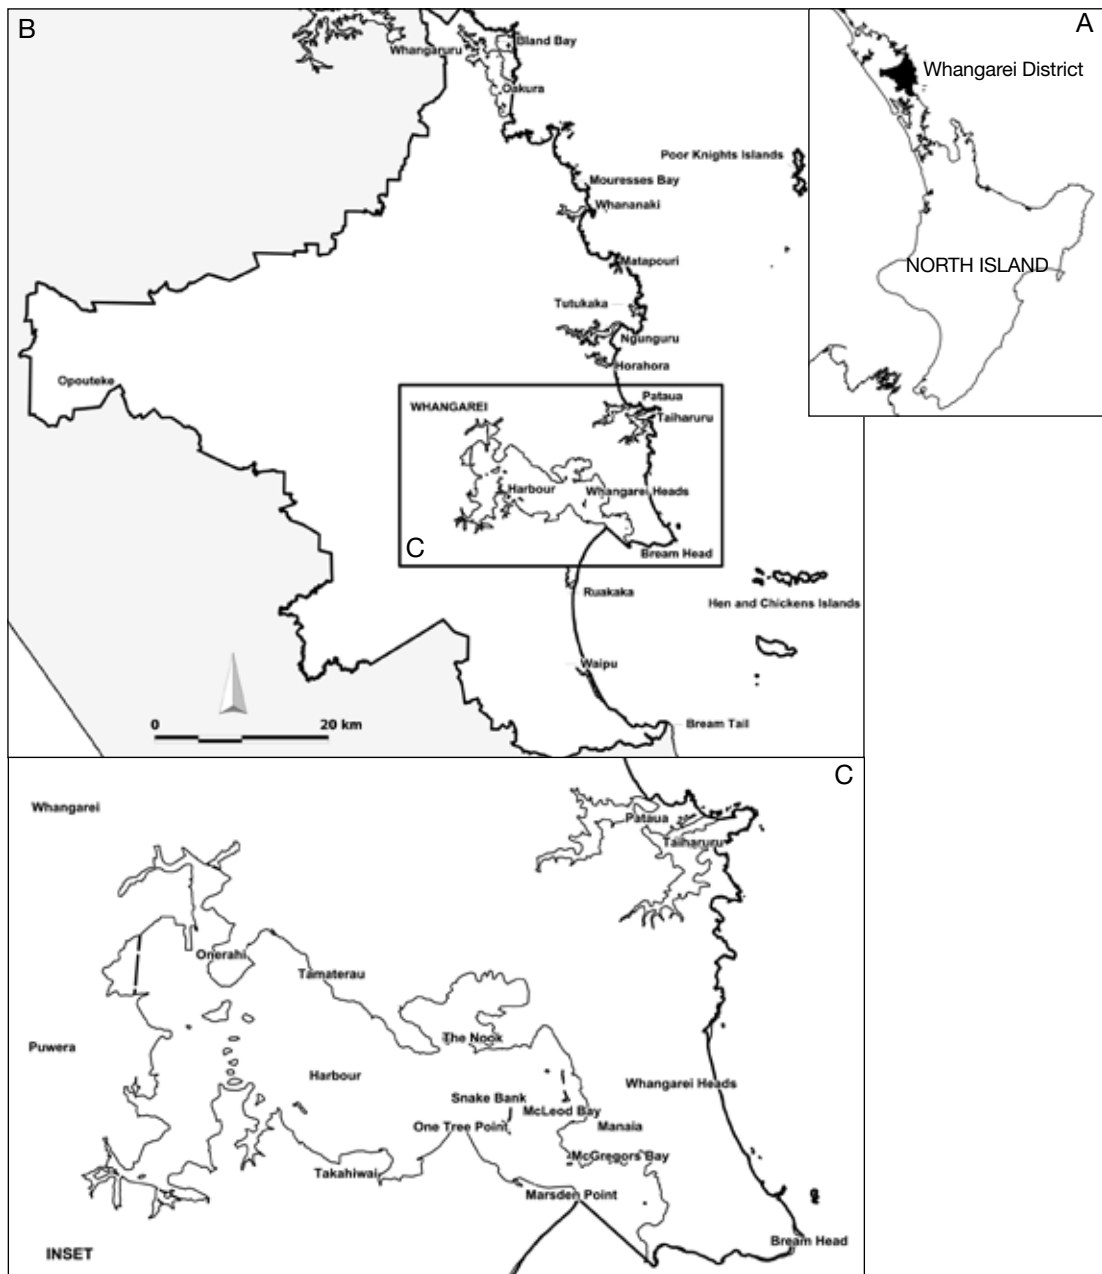 B
A
Whangaruru
Bland Bay
Oakura
Whangarei District
Poor Knights Islands
Mouresses Bay
Whananaki
Matapouri
NORTH ISLAND
Tutukaka
Ngunguru
Horahora
Opouteke
Pataua
WHANGAREI
Taiharuru
Harbour
Whangarei Heads
C
Bream Head
Ruakaka
Hen and Chickens Islands
Waipu
0
20 km
Bream Tail
C
Whangarei
Pataua
Taiharuru
Onerahi
Tamaterau
The Nook
Puwera
Harbour
Whangarei Heads
Snake Bank
McLeod Bay
One Tree Point
Manaia
McGregors Bay
Takahiwai
Marsden Point
Bream Head
INSET